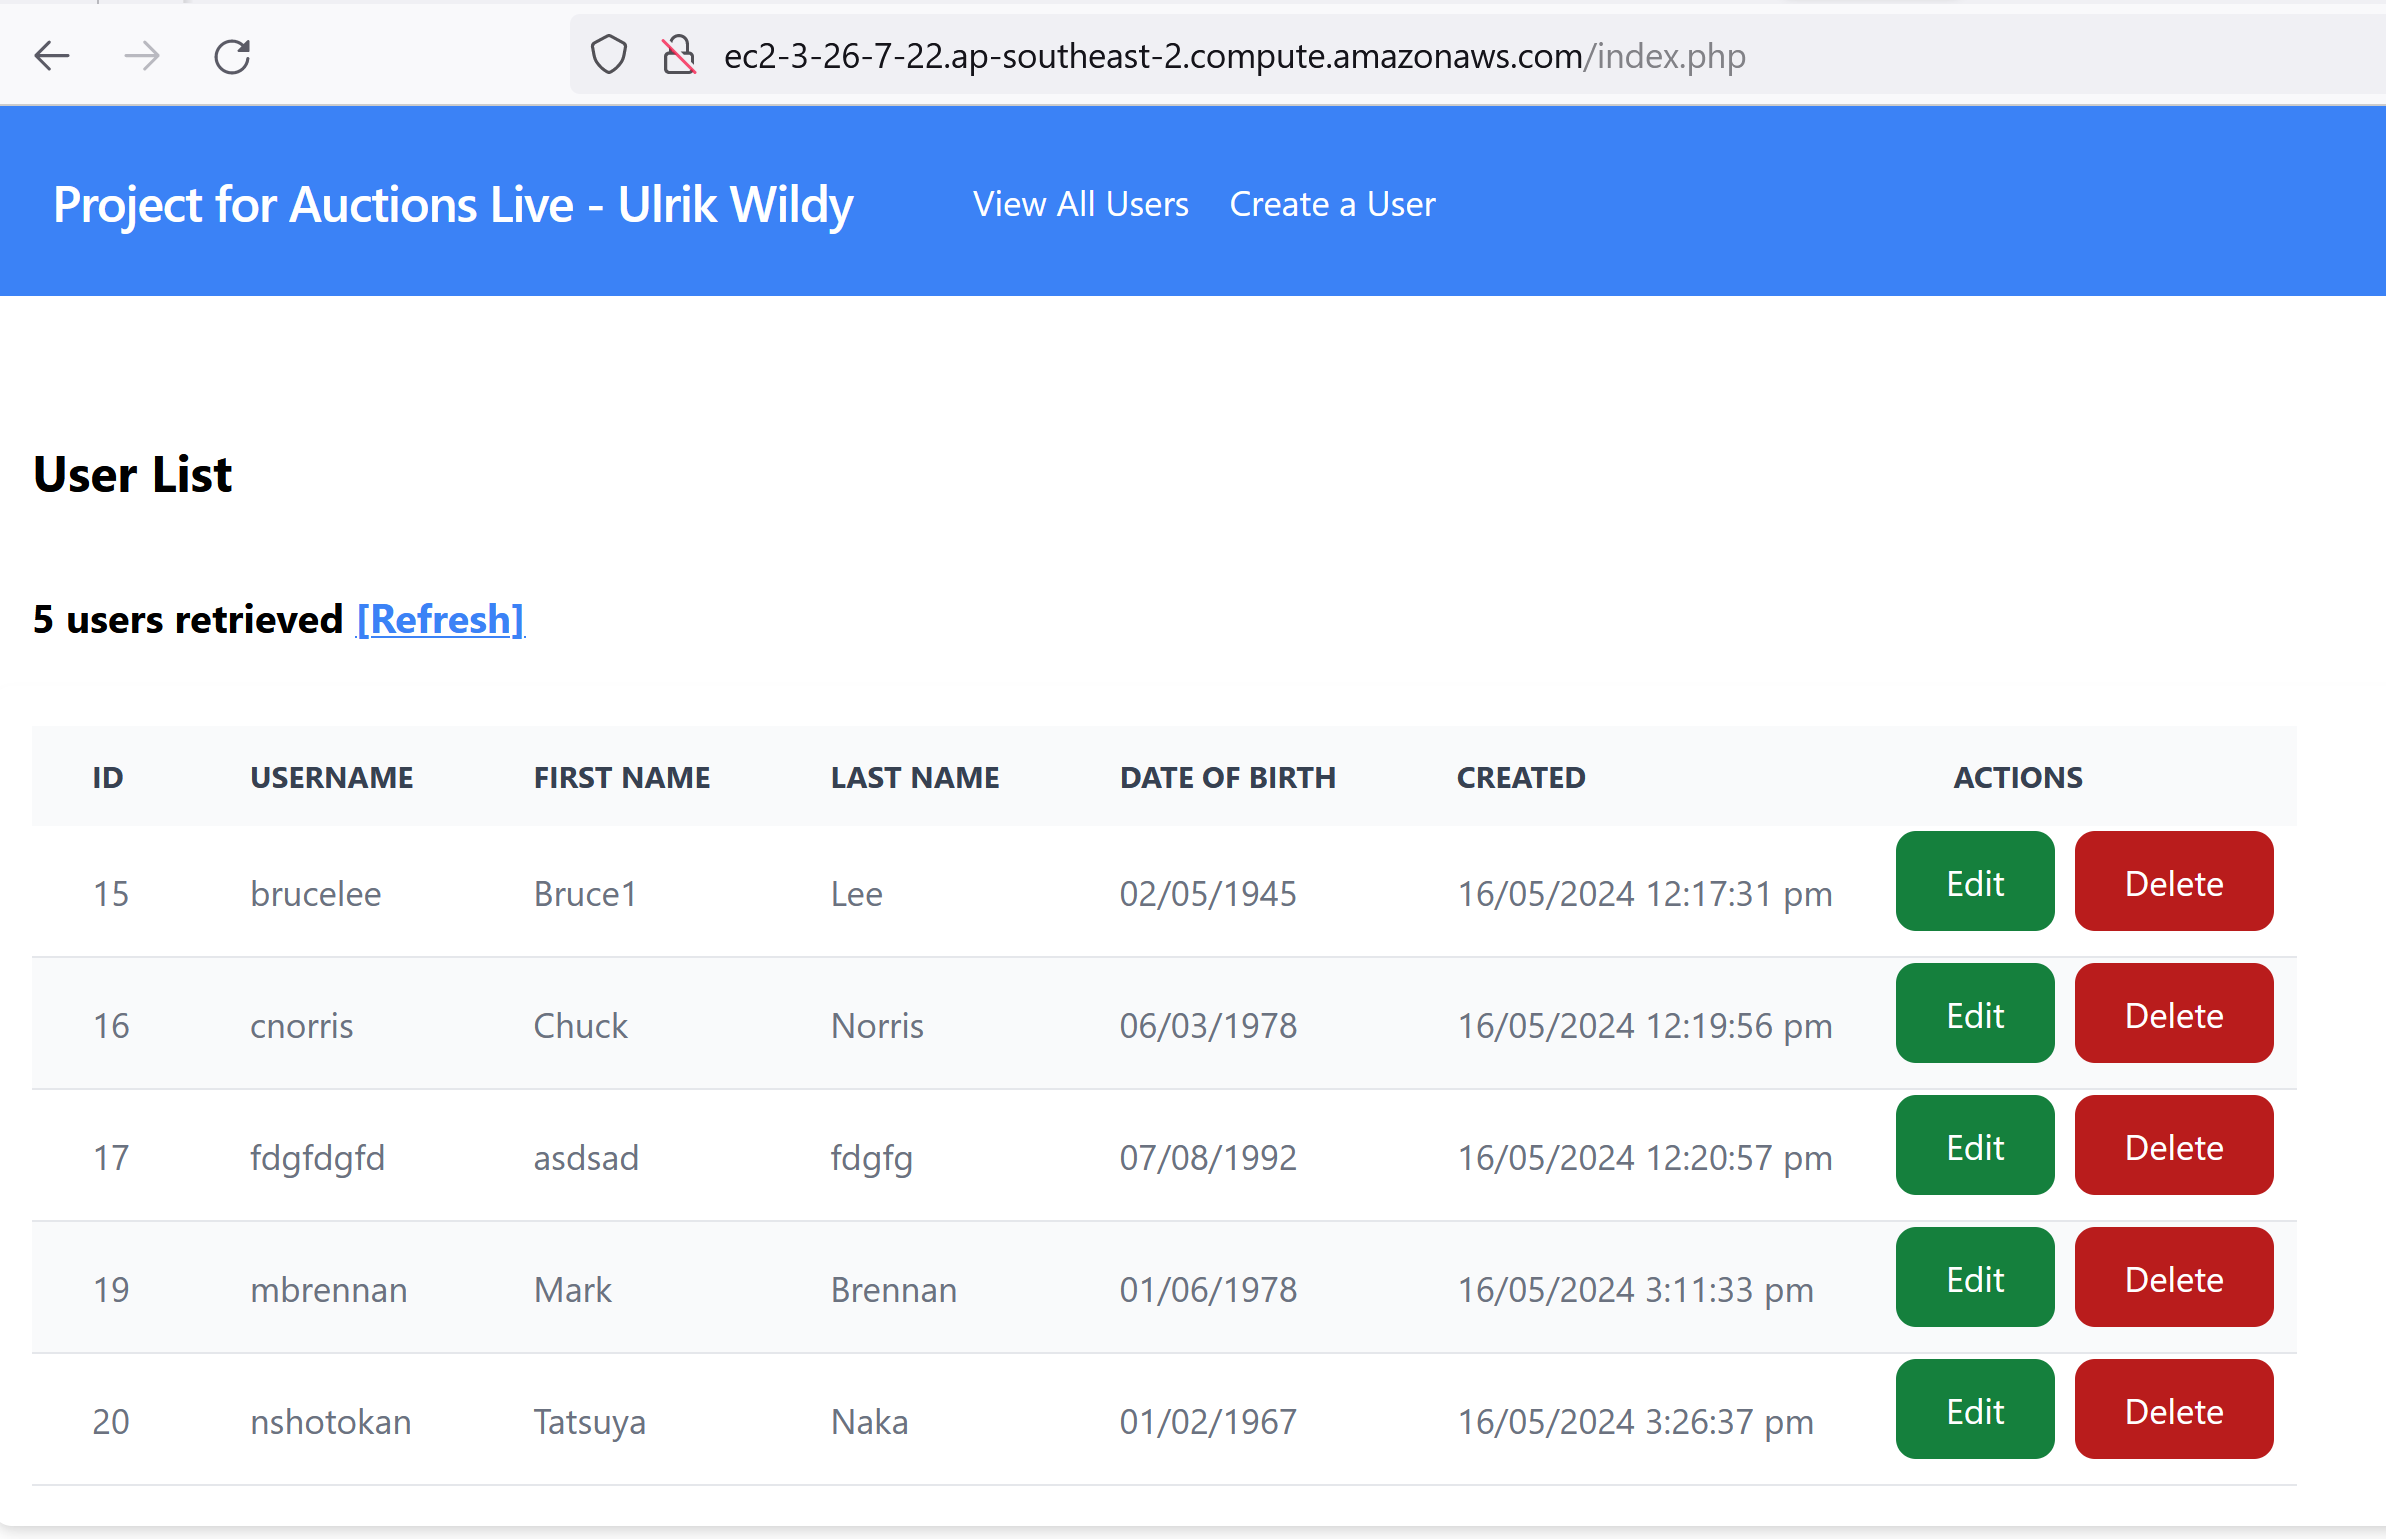 ec2-3-26-7-22.ap-southeast-2.compute.amazonaws.com/index.php
Project for Auctions Live - Ulrik Wildy View All Users Create a User
User List
5 users retrieved [Refresh]
ID USERNAME FIRST NAME LAST NAME DATE OF BIRTH CREATED ACTIONS
15 brucelee Bruce1 Lee 02/05/1945 16/05/2024 12:17:31 pm Edit Delete
16 cnorris Chuck Norris 06/03/1978 16/05/2024 12:19:56 pm Edit Delete
17 fdgfdgfd asdsad fdgfg 07/08/1992 16/05/2024 12:20:57 pm Edit Delete
19 mbrennan Mark Brennan 01/06/1978 16/05/2024 3:11:33 pm Edit Delete
20 nshotokan Tatsuya Naka 01/02/1967 16/05/2024 3:26:37 pm Edit Delete